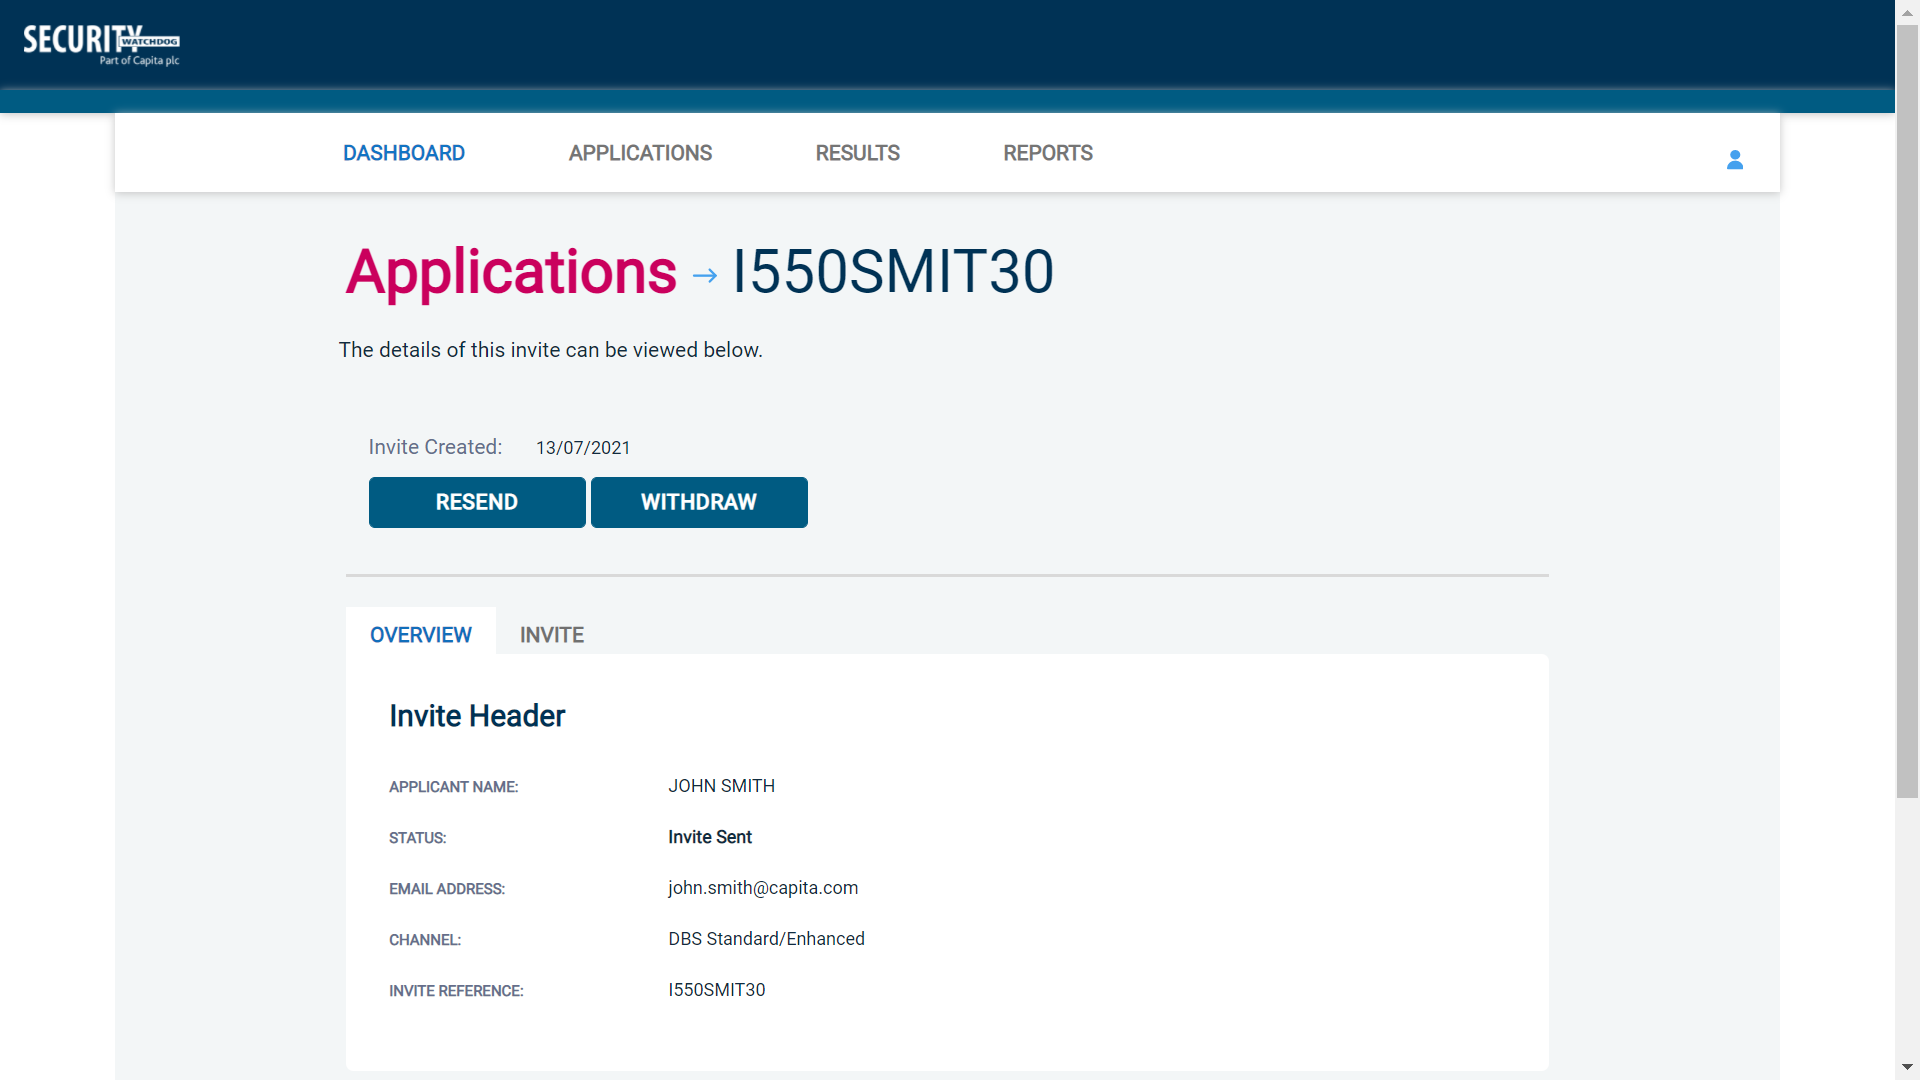 SECURITY WATCHDOG
Part of Capita plc
DASHBOARD APPLICATIONS RESULTS REPORTS
Applications → I550SMIT30
The details of this invite can be viewed below.
Invite Created: 13/07/2021
RESEND WITHDRAW
OVERVIEW INVITE
Invite Header
APPLICANT NAME: JOHN SMITH
STATUS: Invite Sent
EMAIL ADDRESS: john.smith@capita.com
CHANNEL: DBS Standard/Enhanced
INVITE REFERENCE: I550SMIT30